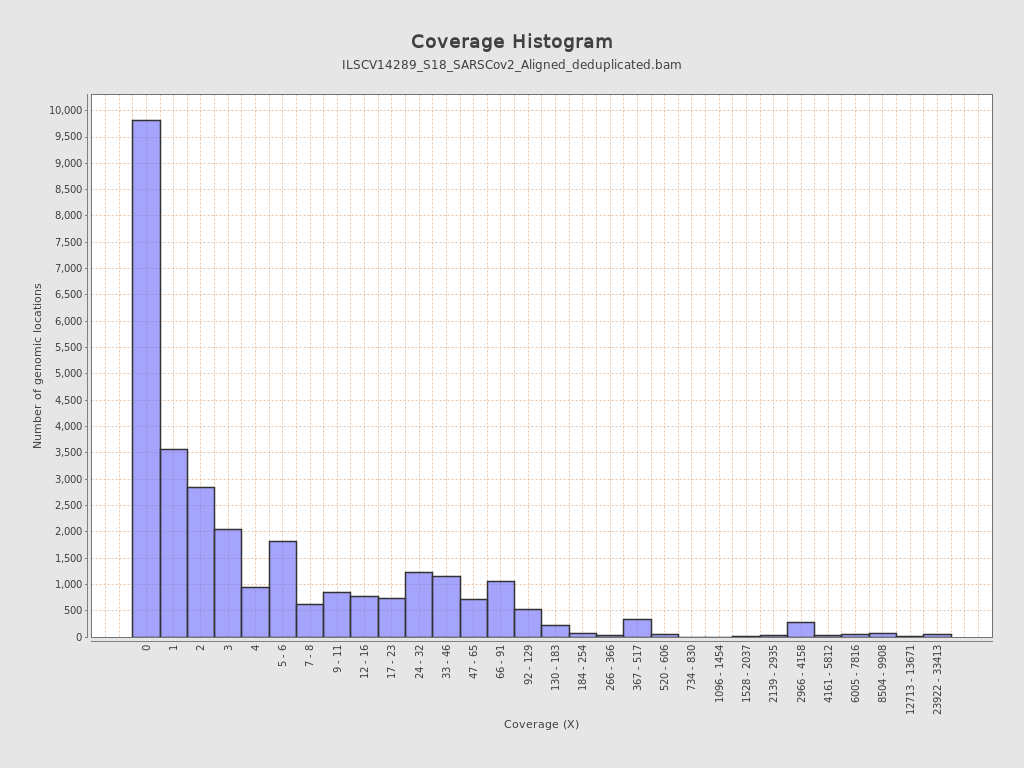 Coverage Histogram
ILSCV14289_S18_SARSCov2_Aligned_deduplicated.bam
Number of genomic locations
10,000
9,500
9,000
8,500
8,000
7,500
7,000
6,500
6,000
5,500
5,000
4,500
4,000
3,500
3,000
2,500
2,000
1,500
1,000
500
0
0
1
2
3
4
5 - 6
7 - 8
9 - 11
12 - 16
17 - 23
24 - 32
33 - 46
47 - 65
66 - 91
92 - 129
130 - 183
184 - 254
266 - 366
367 - 517
520 - 606
734 - 830
1096 - 1454
1528 - 2037
2139 - 2935
2966 - 4158
4161 - 5812
6005 - 7816
8504 - 9908
12713 - 13671
23922 - 33413
Coverage (X)